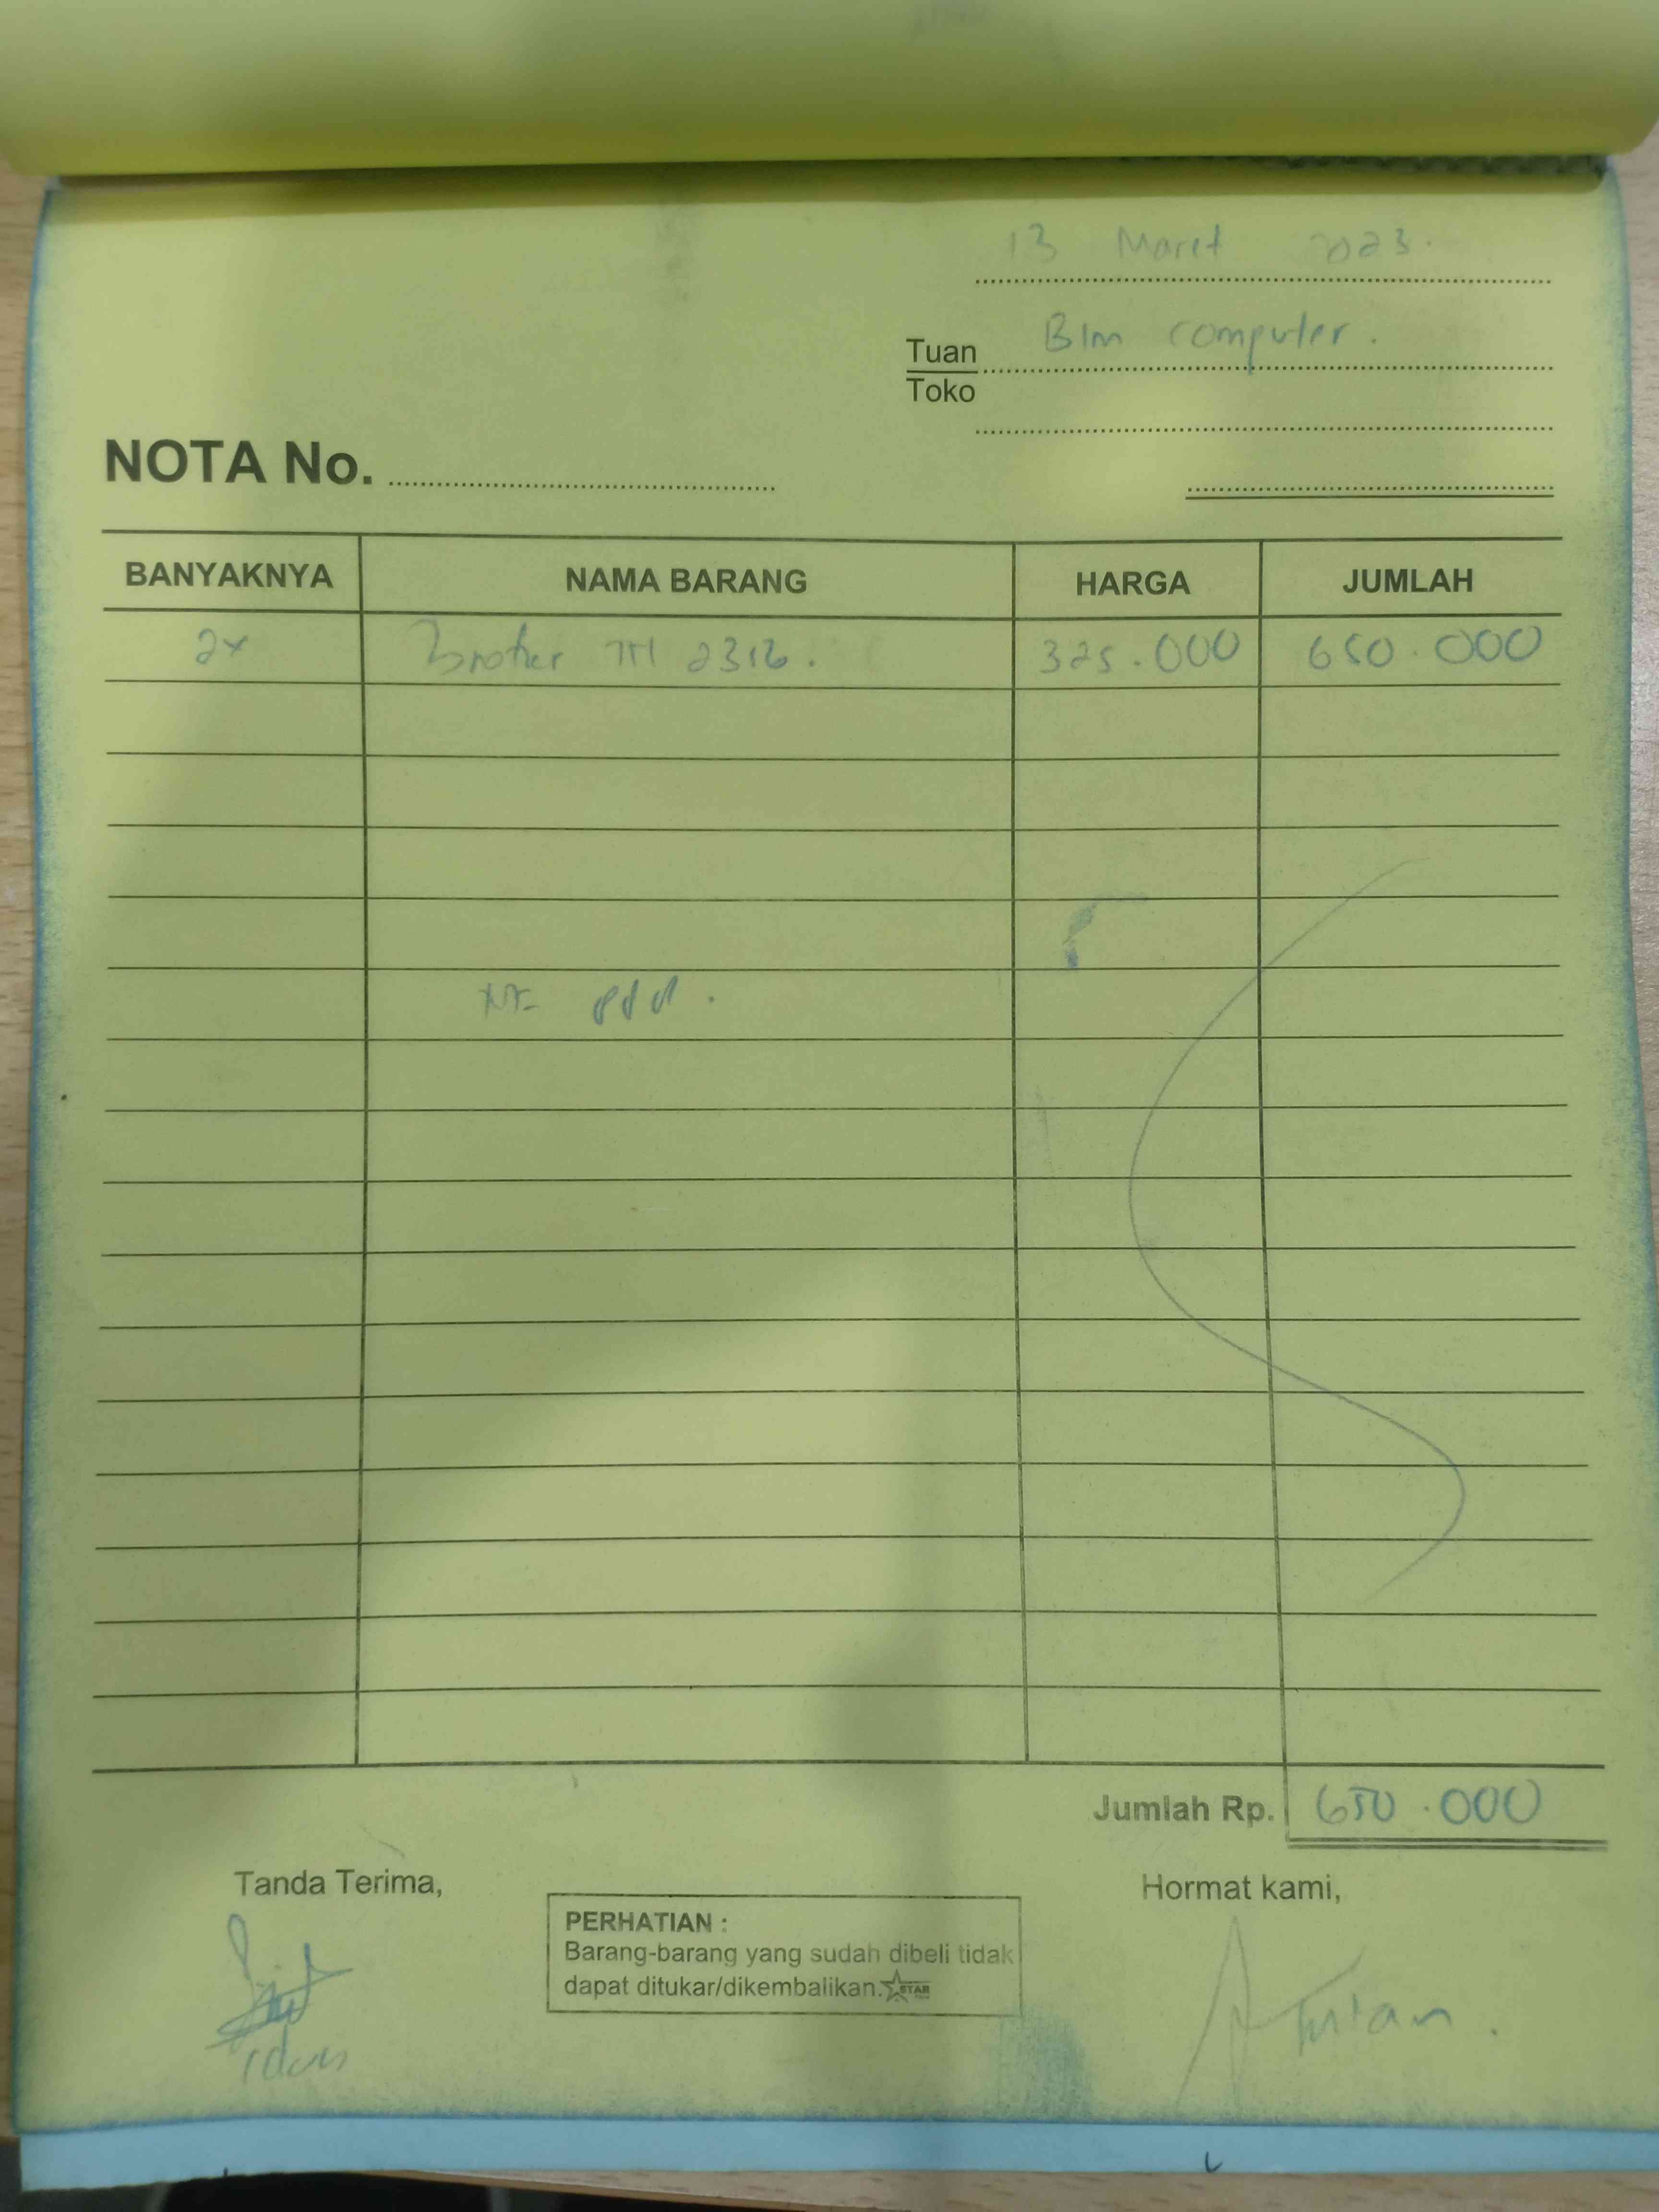 13 Maret 2023.
Tuan Blm computer.
Toko
NOTA No.
BANYAKNYA NAMA BARANG HARGA JUMLAH
2x Brother 2312. 325.000 650.000
Jumlah Rp. 650.000
Tanda Terima, Hormat kami,
PERHATIAN :
Barang-barang yang sudah dibeli tidak
dapat ditukar/dikembalikan. STAR